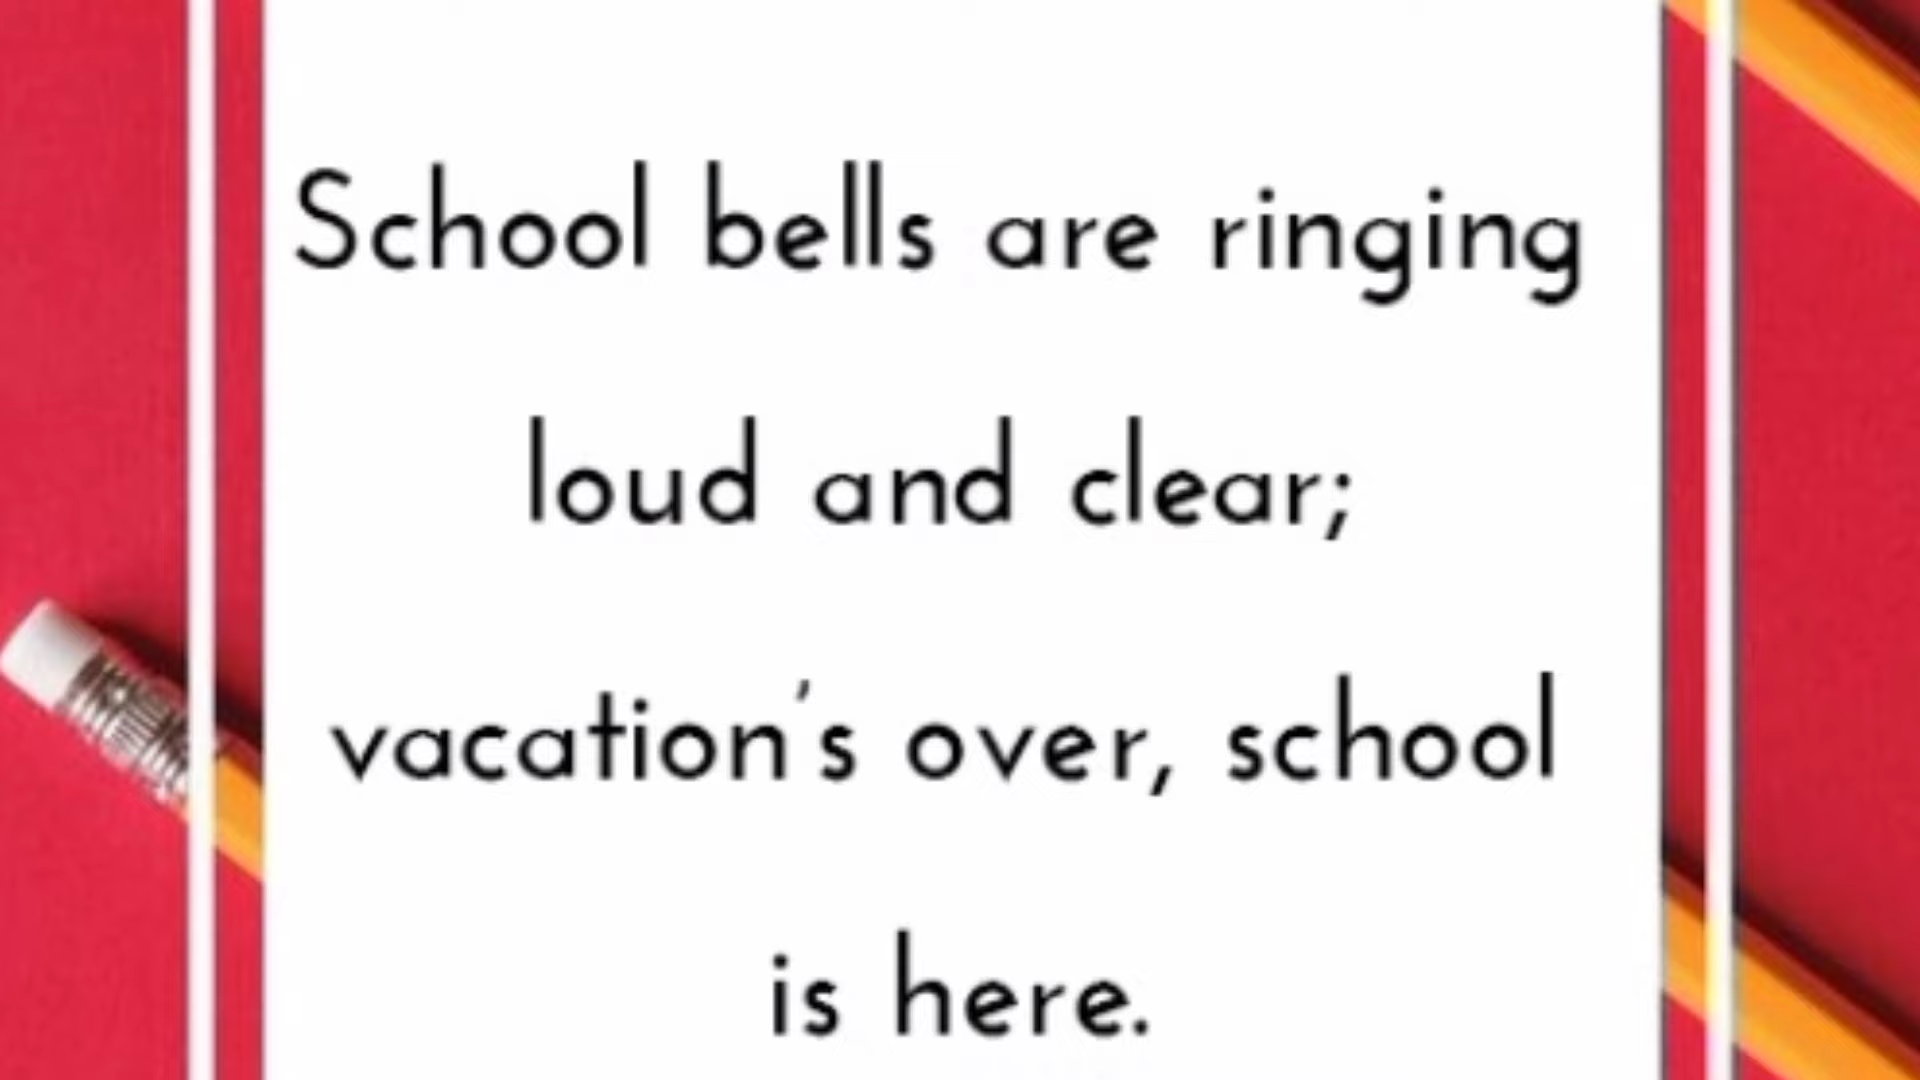 School bells are ringing
loud and clear;
vacation's over, school
is here.